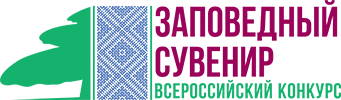 ЗАПОВЕДНЫЙ
СУВЕНИР
ВСЕРОССИЙСКИЙ КОНКУРС